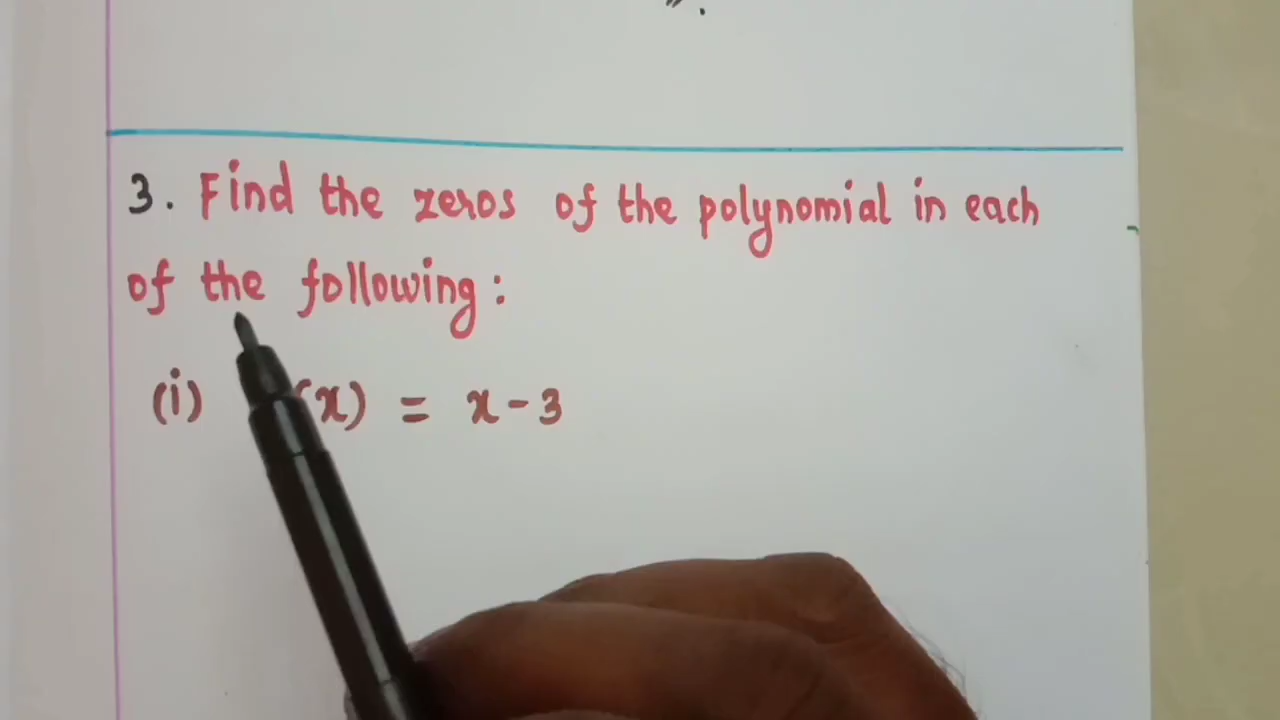 3. Find the zeros of the polynomial in each
of the following:
(i) (x) = x-3